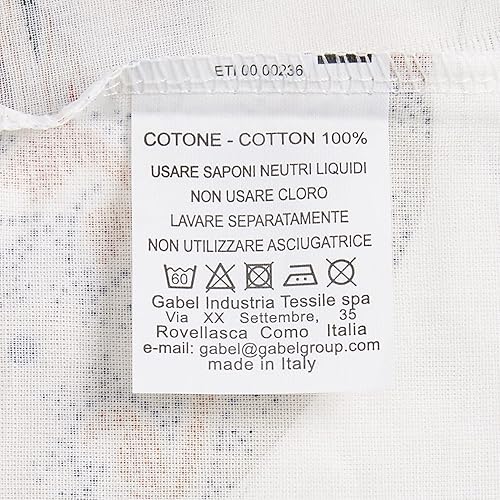 ETI 00 00236
COTONE - COTTON 100%
USARE SAPONI NEUTRI LIQUIDI
NON USARE CLORO
LAVARE SEPARATAMENTE
NON UTILIZZARE ASCIUGATRICE
60
Gabel Industria Tessile spa
Via XX Settembre, 35
Rovellasca Como Italia
e-mail: gabel@gabelgroup.com
made in Italy